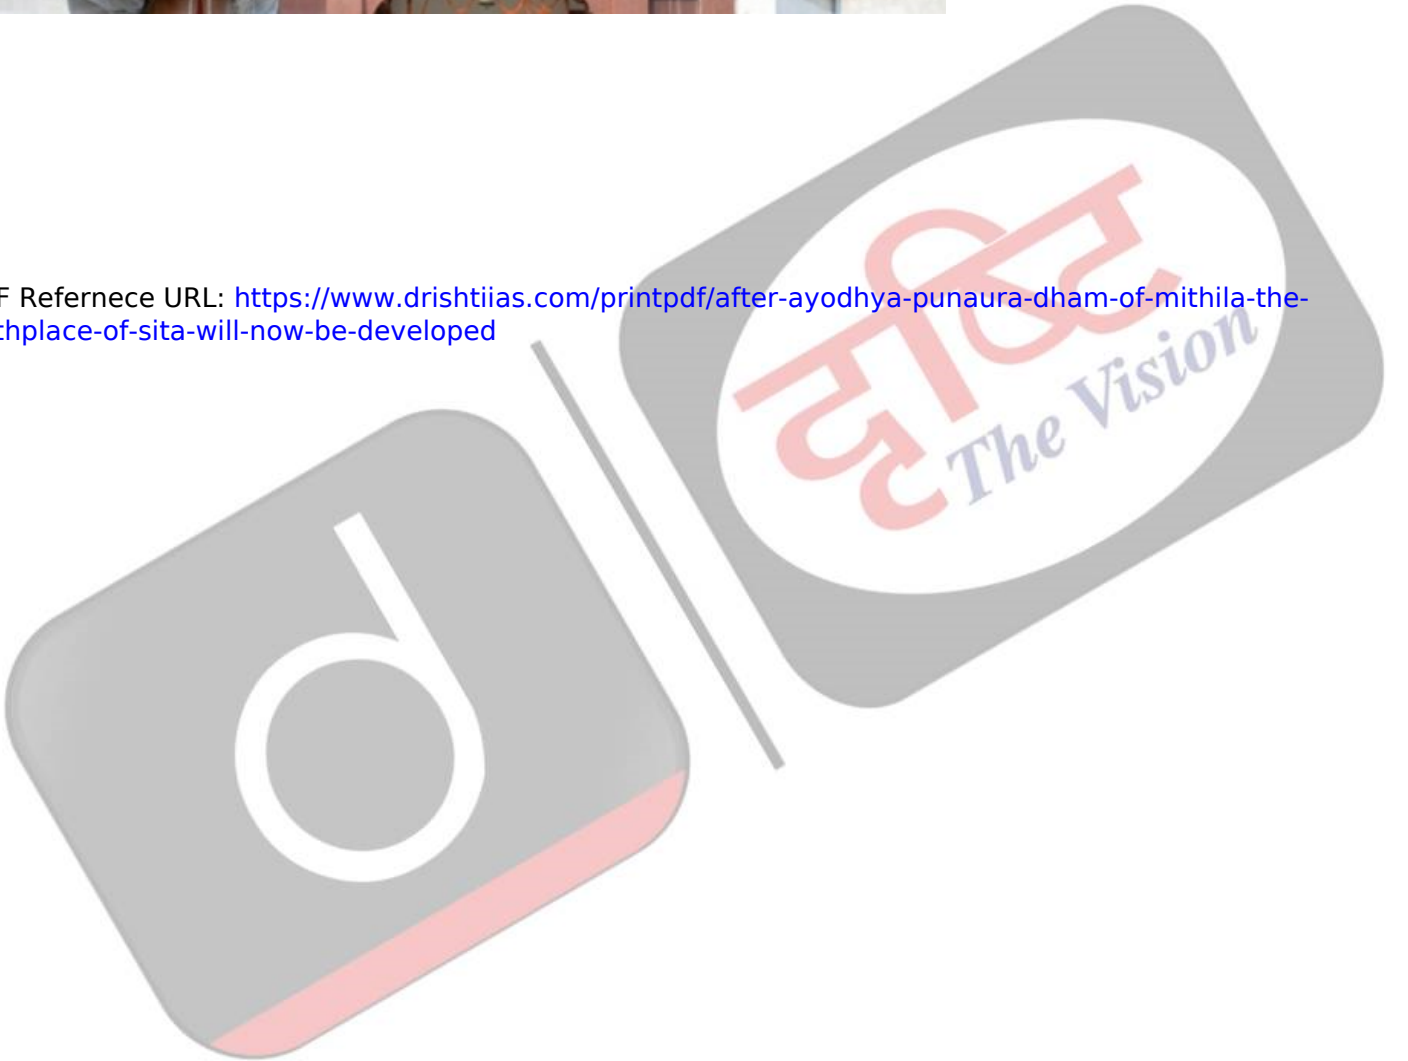 F Refernece URL: https://www.drishtiias.com/printpdf/after-ayodhya-punaura-dham-of-mithila-the-
thplace-of-sita-will-now-be-developed
दृष्टि
The Vision
d